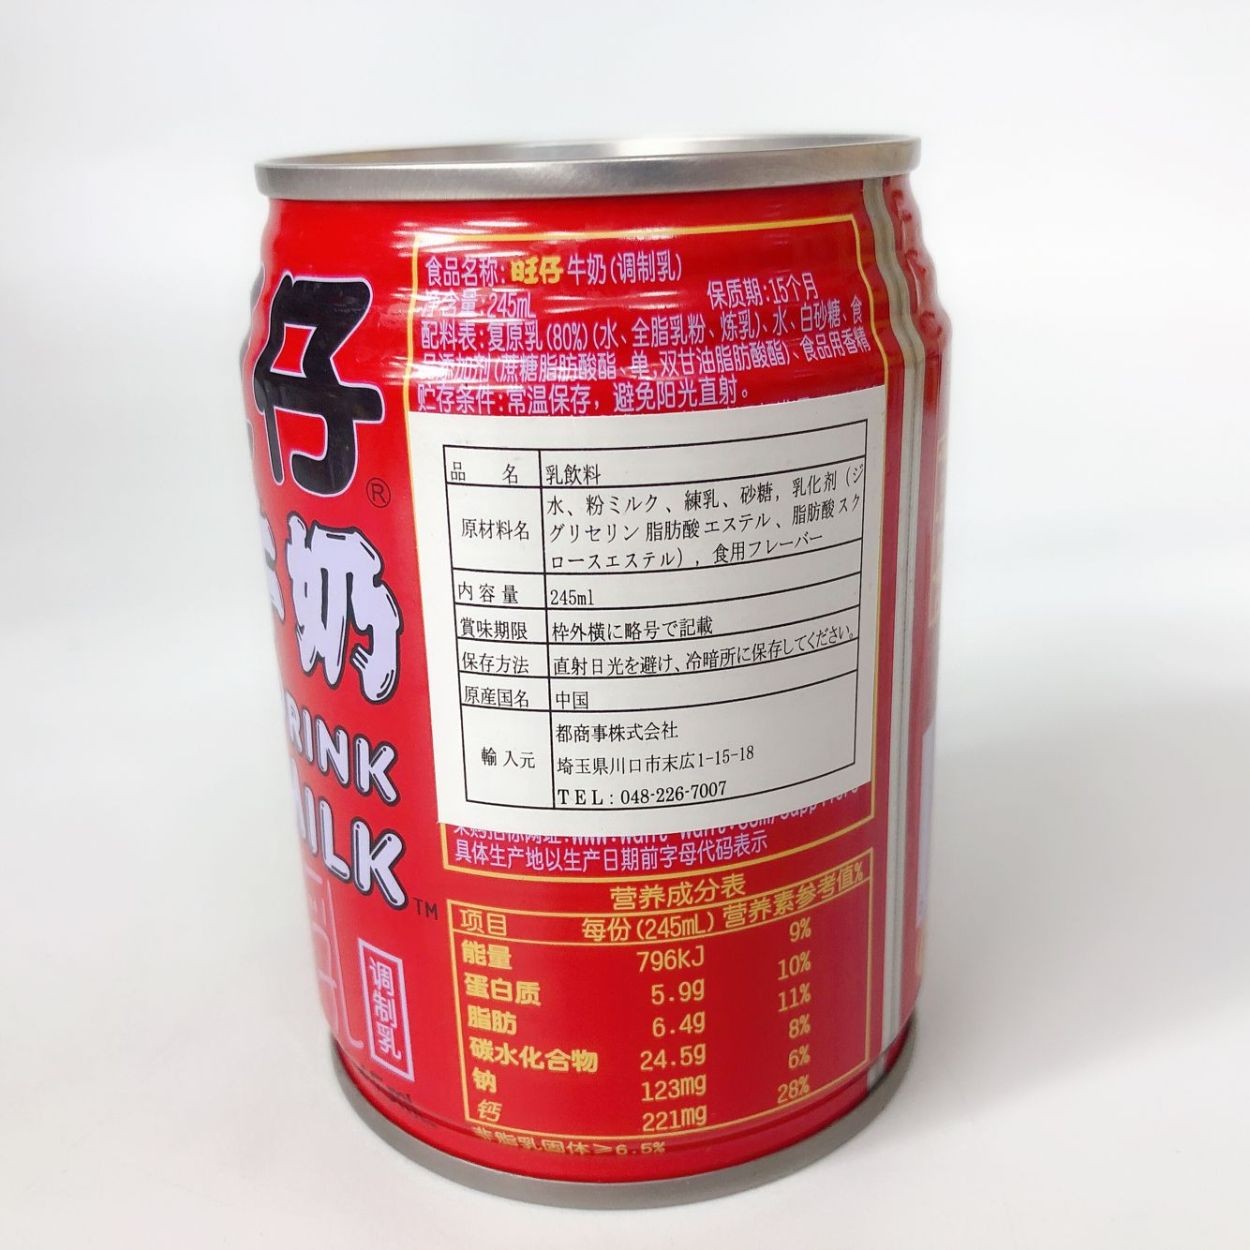 仔®
牛奶
DRINK
MILK™
调制乳
食品名称:旺仔牛奶(调制乳)
净含量:245mL 保质期:15个月
配料表:复原乳(80%)(水、全脂乳粉、炼乳)、水、白砂糖、食
品添加剂(蔗糖脂肪酸酯、单,双甘油脂肪酸酯)、食品用香精
贮存条件:常温保存，避免阳光直射。
品名 乳飲料
原材料名 水、粉ミルク、練乳、砂糖，乳化剤（ジ
グリセリン脂肪酸エステル、脂肪酸スク
ロースエステル），食用フレーバー
内容量 245ml
賞味期限 枠外横に略号で記載
保存方法 直射日光を避け、冷暗所に保存してください。
原産国名 中国
輸入元 都商事株式会社
埼玉県川口市末広1-15-18
TEL：048-226-7007
具体生产地以生产日期前字母代码表示
营养成分表
项目 每份(245mL) 营养素参考值%
能量 796kJ 9%
蛋白质 5.9g 10%
脂肪 6.4g 11%
碳水化合物 24.5g 8%
钠 123mg 6%
钙 221mg 28%
非脂乳固体≥6.5%